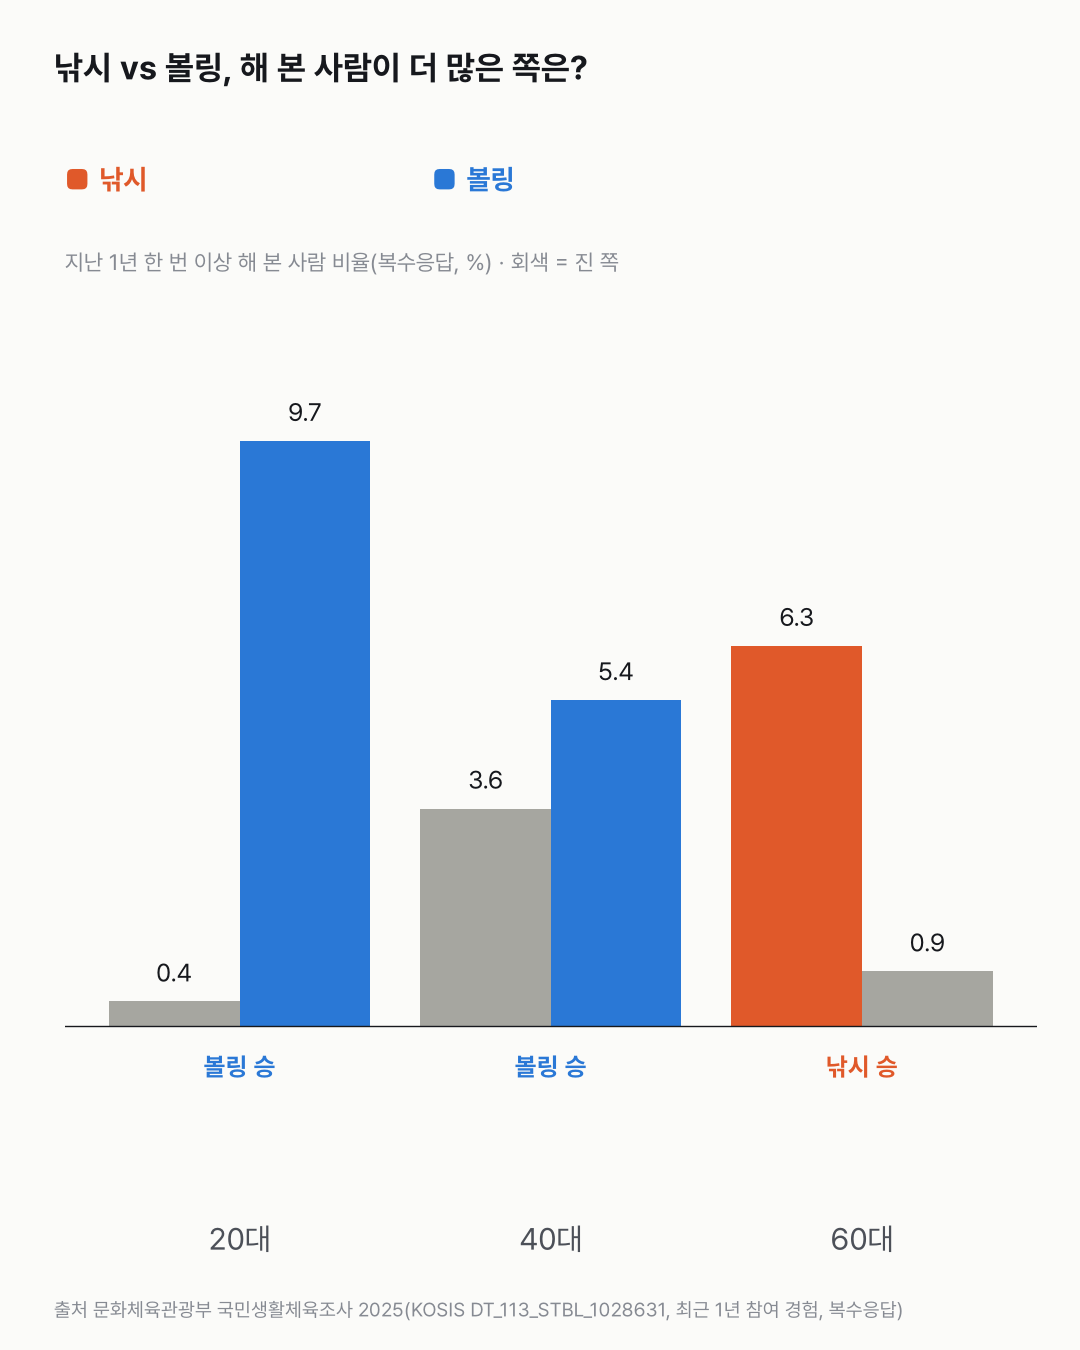 낚시 vs 볼링, 해 본 사람이 더 많은 쪽은?
낚시 볼링
지난 1년 한 번 이상 해 본 사람 비율(복수응답, %) · 회색 = 진 쪽
9.7
6.3
5.4
3.6
0.9
0.4
볼링 승 볼링 승 낚시 승
20대 40대 60대
출처 문화체육관광부 국민생활체육조사 2025(KOSIS DT_113_STBL_1028631, 최근 1년 참여 경험, 복수응답)